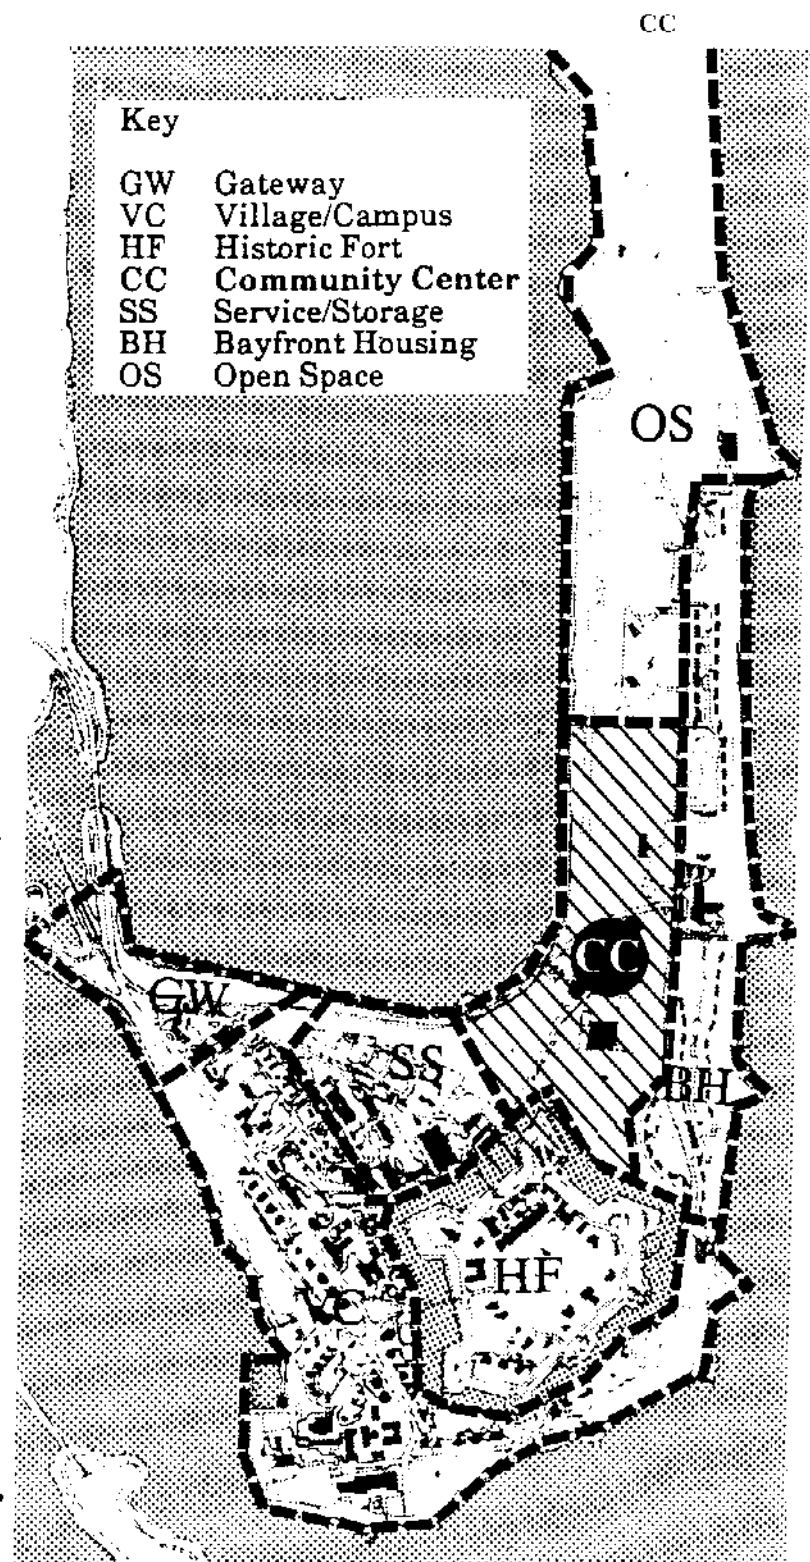 CC
Key
GW Gateway
VC Village/Campus
HF Historic Fort
CC Community Center
SS Service/Storage
BH Bayfront Housing
OS Open Space
OS
CC
GW
SS
BH
HF
VC